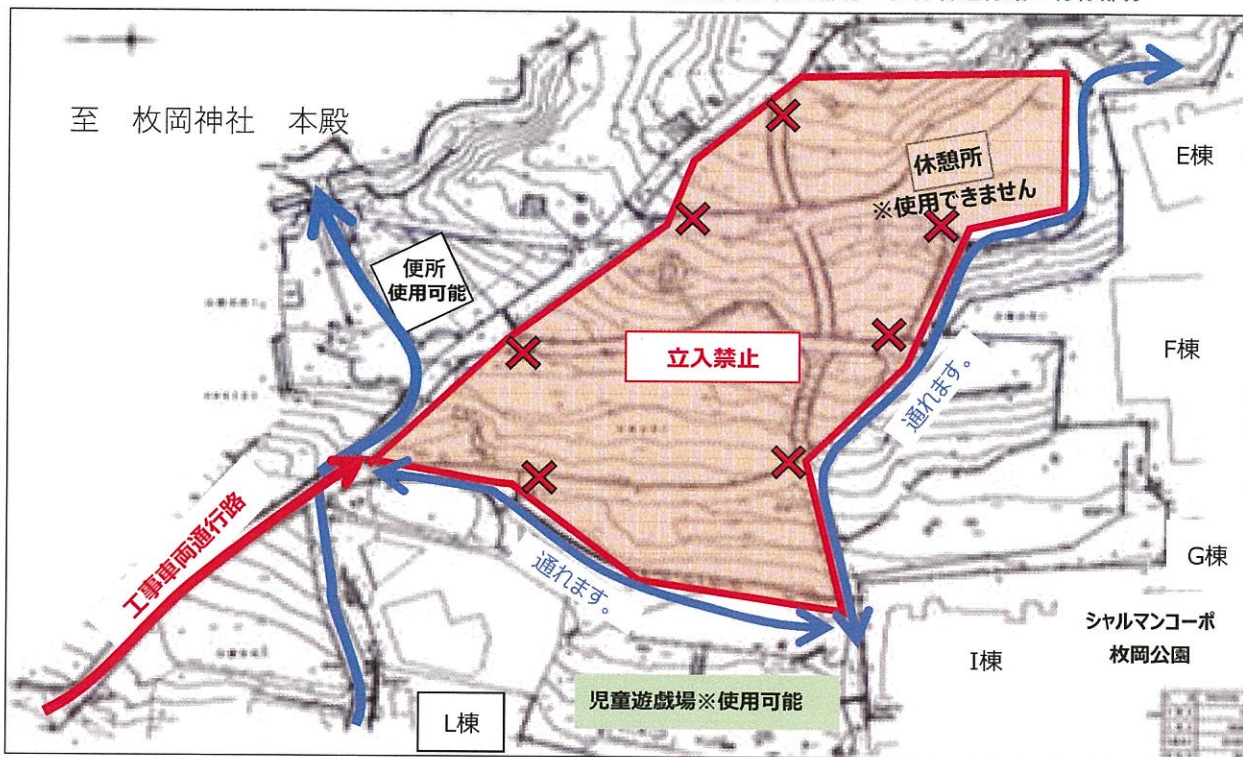 至 枚岡神社 本殿
E棟
休憩所
※使用できません
便所
使用可能
立入禁止
F棟
通れます。
工事車両通行路
通れます。
G棟
シャルマンコーポ
枚岡公園
I棟
児童遊戯場※使用可能
L棟